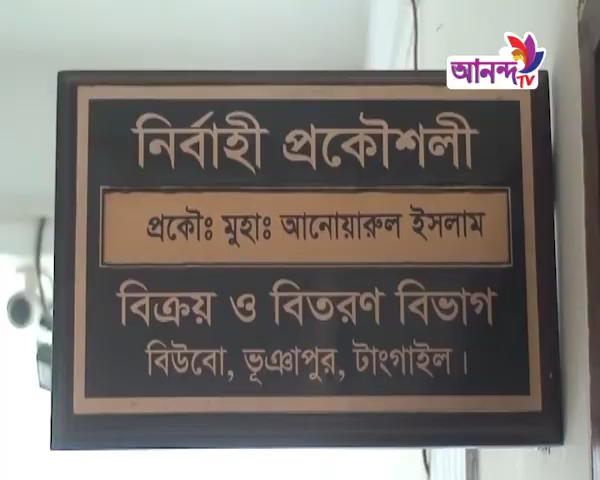 আনন্দ
TV
নির্বাহী প্রকৌশলী
প্রকৌঃ মুহাঃ আনোয়ারুল ইসলাম
বিক্রয় ও বিতরণ বিভাগ
বিউবো, ভূঞাপুর, টাংগাইল।